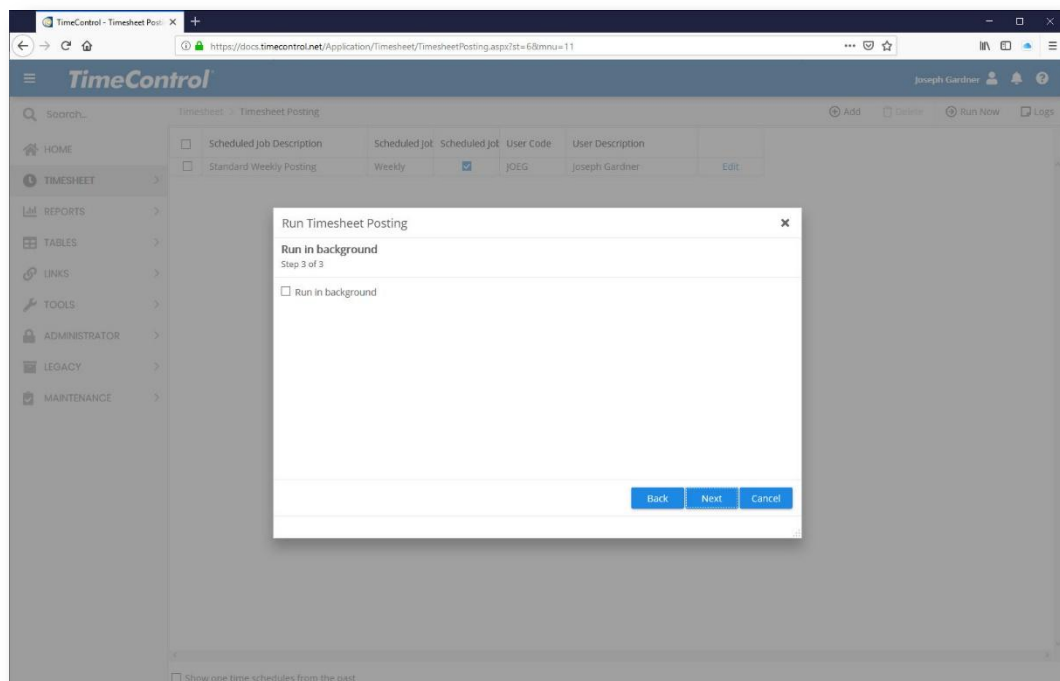 TimeControl - Timesheet Posti
https://docs.timecontrol.net/Application/Timesheet/TimesheetPosting.aspx?st=6&mnu=11
TimeControl
Joseph Gardner
Search...
Timesheet > Timesheet Posting
Add
Delete
Run Now
Logs
HOME
TIMESHEET
REPORTS
TABLES
LINKS
TOOLS
ADMINISTRATOR
LEGACY
MAINTENANCE
Scheduled Job Description Scheduled Jot Scheduled jot User Code User Description
Standard Weekly Posting Weekly JOEG Joseph Gardner Edit
Run Timesheet Posting
Run in background
Step 3 of 3
Run in background
Back Next Cancel
Show one time schedules from the past